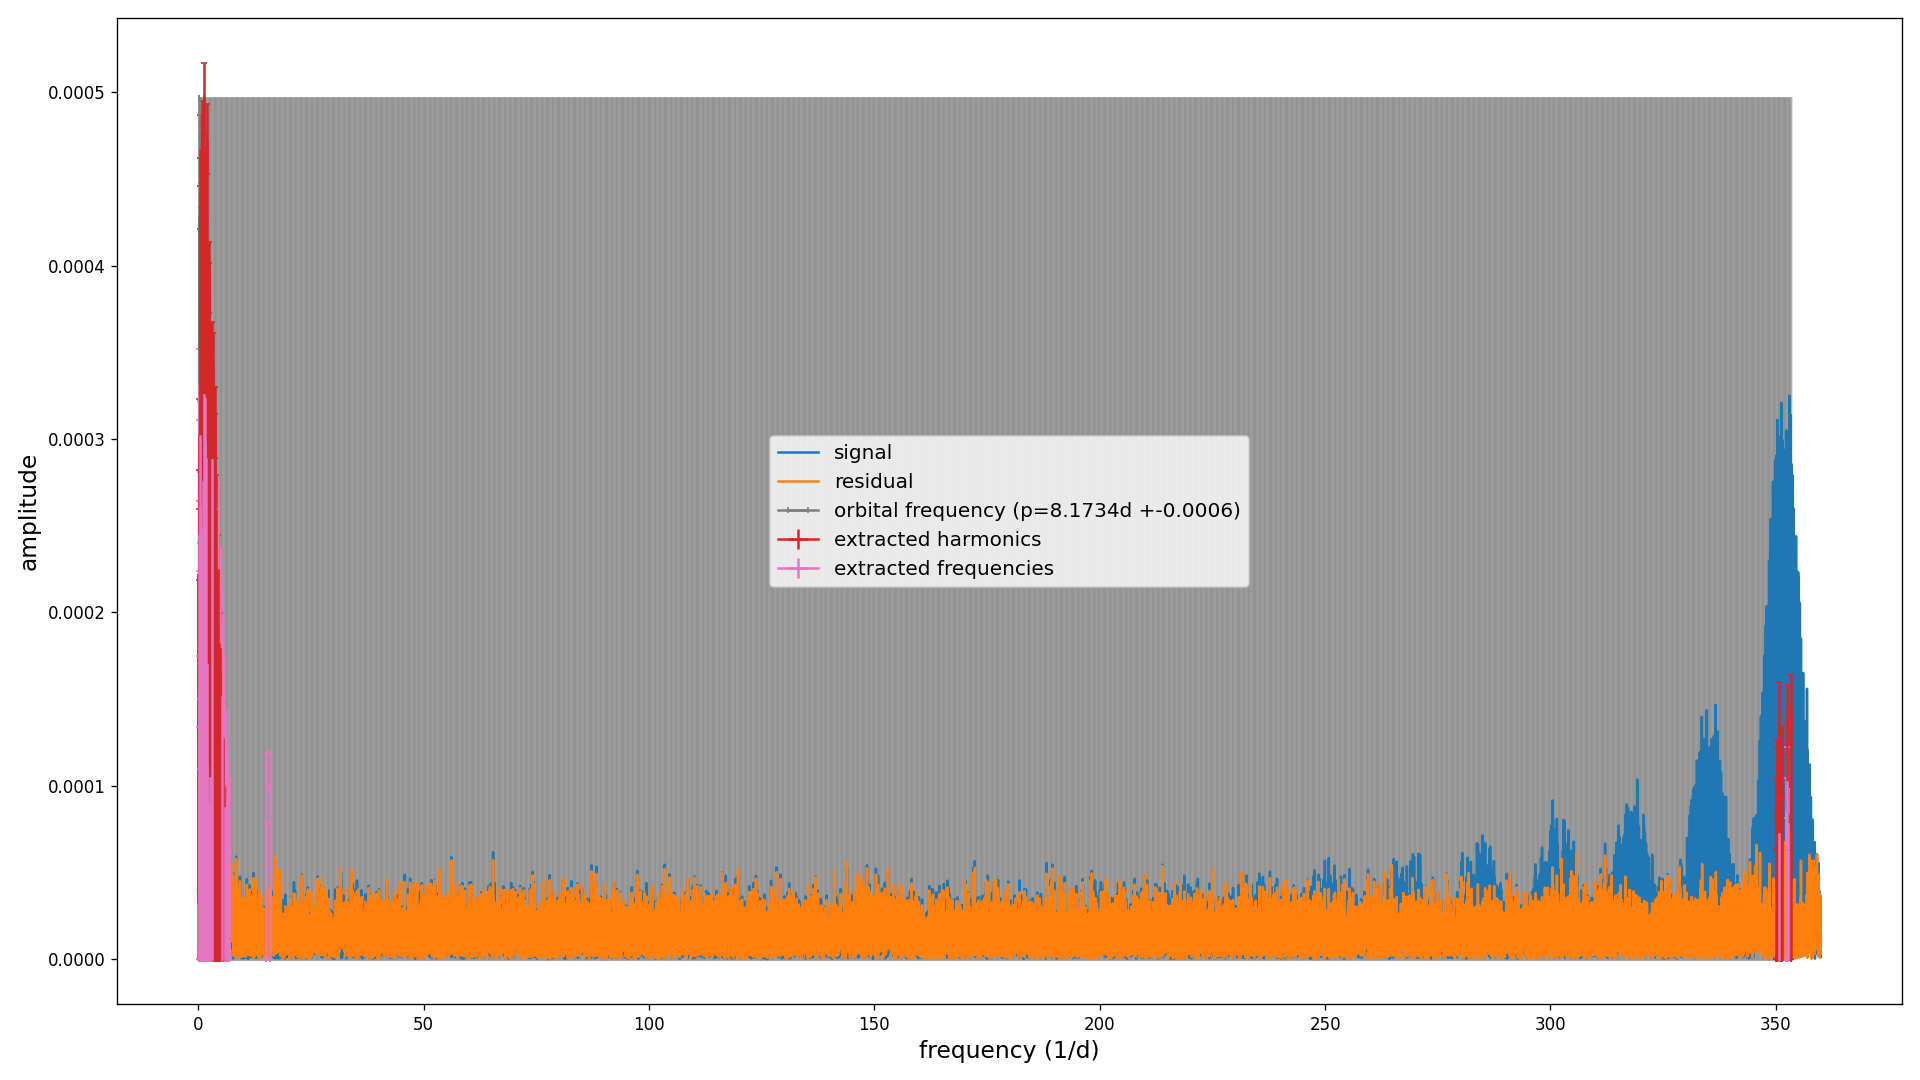 0.0005
0.0004
0.0003
0.0002
0.0001
0.0000
amplitude
signal
residual
orbital frequency (p=8.1734d +-0.0006)
extracted harmonics
extracted frequencies
0 50 100 150 200 250 300 350
frequency (1/d)